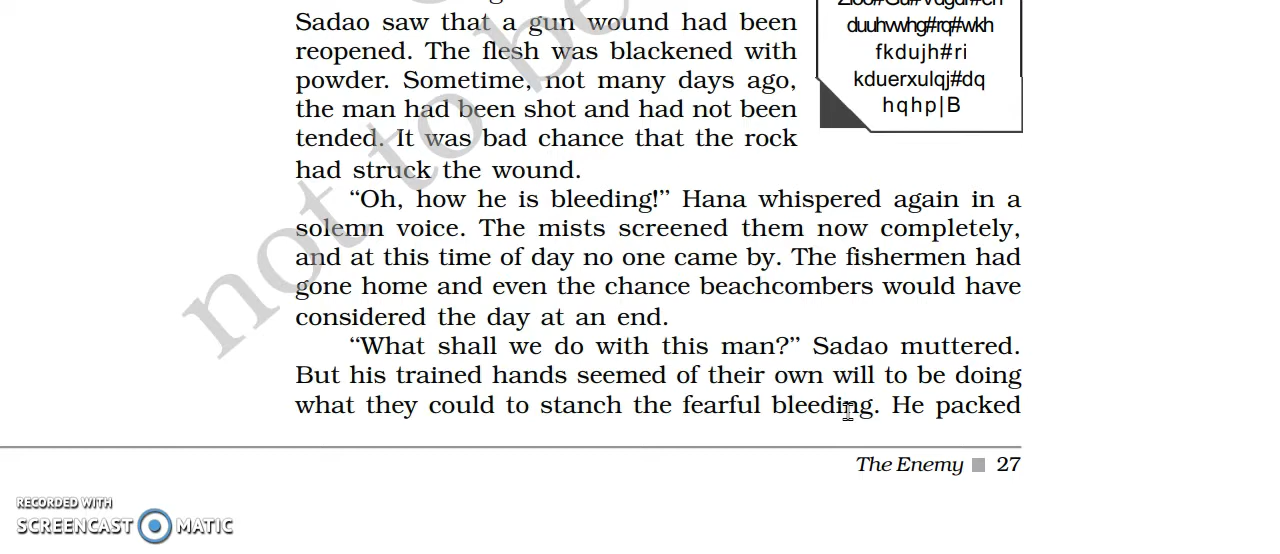 Sadao saw that a gun wound had been
reopened. The flesh was blackened with
powder. Sometime, not many days ago,
the man had been shot and had not been
tended. It was bad chance that the rock
had struck the wound.
duuhvwhg#rq#wkh
fkdujh#ri
kduerxulqj#dq
hqhp|B
“Oh, how he is bleeding!” Hana whispered again in a
solemn voice. The mists screened them now completely,
and at this time of day no one came by. The fishermen had
gone home and even the chance beachcombers would have
considered the day at an end.
“What shall we do with this man?” Sadao muttered.
But his trained hands seemed of their own will to be doing
what they could to stanch the fearful bleeding. He packed
The Enemy 27
not to be
RECORDED WITH
SCREENCAST MATIC